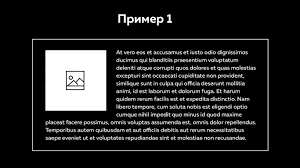 Пример 1
At vero eos et accusamus et iusto odio dignissimos
ducimus qui blanditiis praesentium voluptatum
deleniti atque corrupti quos dolores et quas molestias
excepturi sint occaecati cupiditate non provident,
similique sunt in culpa qui officia deserunt mollitia
animi, id est laborum et dolorum fuga. Et harum
quidem rerum facilis est et expedita distinctio. Nam
libero tempore, cum soluta nobis est eligendi optio
cumque nihil impedit quo minus id quod maxime
placeat facere possimus, omnis voluptas assumenda est, omnis dolor repellendus.
Temporibus autem quibusdam et aut officiis debitis aut rerum necessitatibus
saepe eveniet ut et voluptates repudiandae sint et molestiae non recusandae.